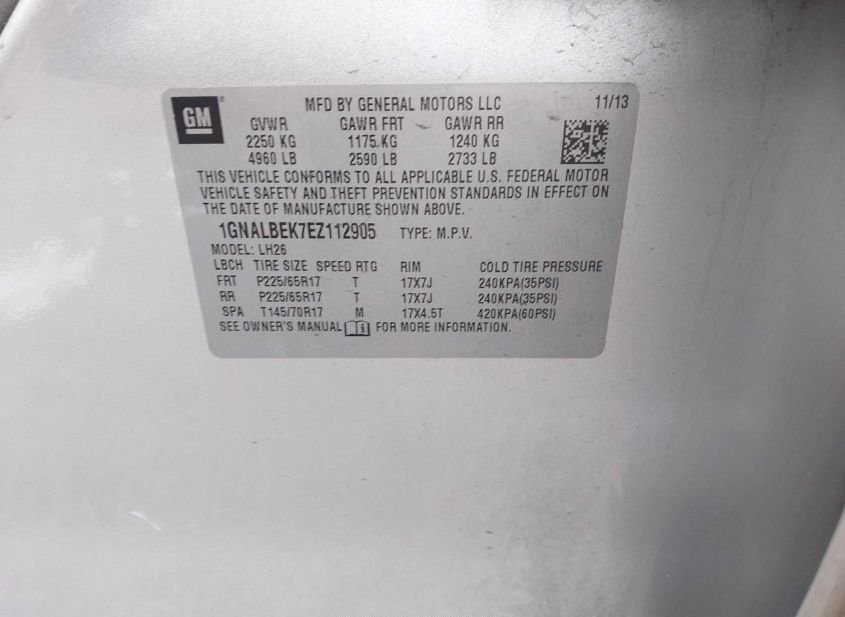 GM
MFD BY GENERAL MOTORS LLC 11/13
GVWR GAWR FRT GAWR RR
2250 KG 1175 KG 1240 KG
4960 LB 2590 LB 2733 LB
THIS VEHICLE CONFORMS TO ALL APPLICABLE U.S. FEDERAL MOTOR
VEHICLE SAFETY AND THEFT PREVENTION STANDARDS IN EFFECT ON
THE DATE OF MANUFACTURE SHOWN ABOVE.
1GNALBEK7EZ112905 TYPE: M.P.V.
MODEL: LH26
LBCH TIRE SIZE SPEED RTG RIM COLD TIRE PRESSURE
FRT P225/65R17 T 17X7J 240KPA(35PSI)
RR P225/65R17 T 17X7J 240KPA(35PSI)
SPA T145/70R17 M 17X4.5T 420KPA(60PSI)
SEE OWNER'S MANUAL FOR MORE INFORMATION.